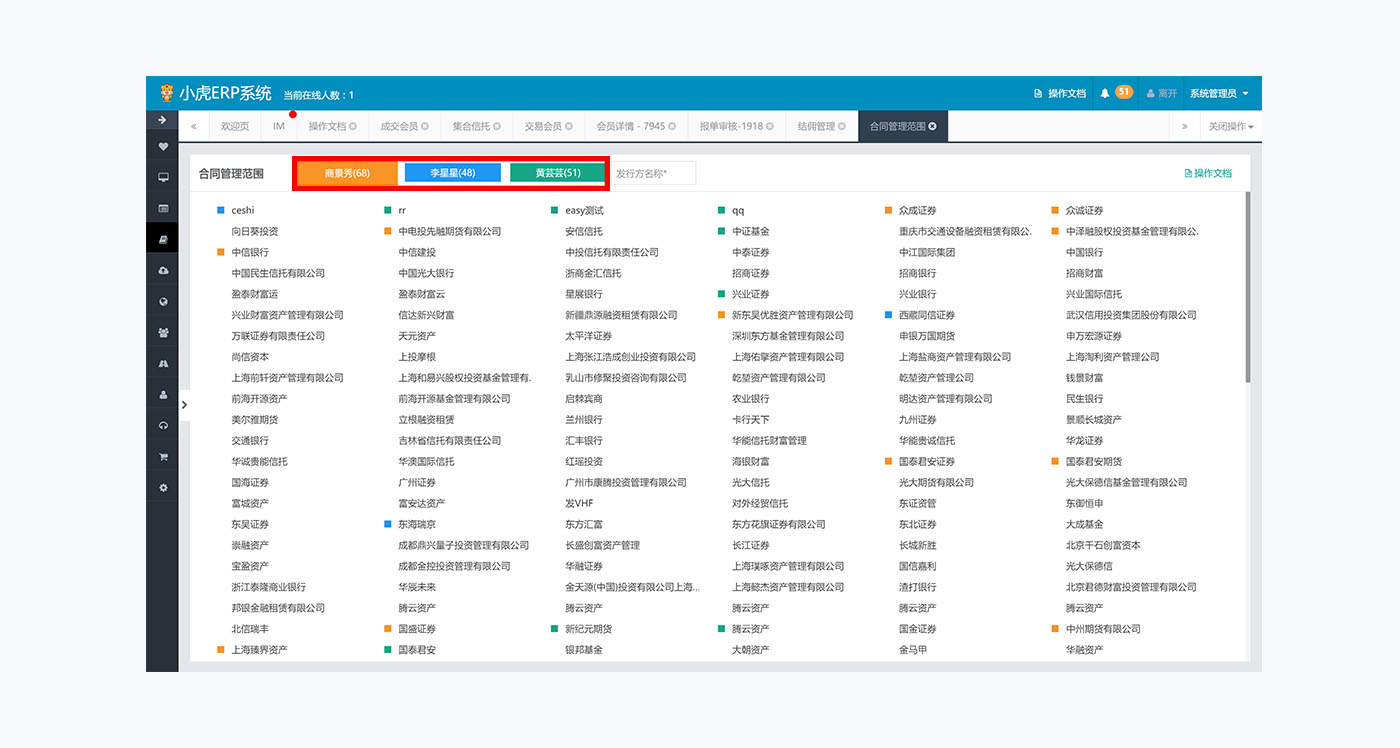 小虎ERP系统 当前在线人数：1 操作文档 51 离开 系统管理员
欢迎页 IM 操作文档 成交会员 集合信托 交易会员 会员详情 - 7945 报单审核-1918 结佣管理 合同管理范围 关闭操作
合同管理范围 商景秀(68) 李星星(48) 黄芸芸(51) 发行方名称* 操作文档
ceshi rr easy测试 qq 众成证券 众诚证券
向日葵投资 中电投先融期货有限公司 安信信托 中证基金 重庆市交通设备融资租赁有限公. 中泽融股权投资基金管理有限公.
中信银行 中信建投 中投信托有限责任公司 中泰证券 中江国际集团 中国银行
中国民生信托有限公司 中国光大银行 浙商金汇信托 招商证券 招商银行 招商财富
盈泰财富运 盈泰财富云 星展银行 兴业证券 兴业银行 兴业国际信托
兴业财富资产管理有限公司 信达新兴财富 新疆鼎源融资租赁有限公司 新东吴优胜资产管理有限公司 西藏同信证券 武汉信用投资集团股份有限公司
万联证券有限责任公司 天元资产 太平洋证券 深圳东方基金管理有限公司 申银万国期货 申万宏源证券
尚信资本 上投摩根 上海张江浩成创业投资有限公司 上海佑擎资产管理有限公司 上海盐商资产管理有限公司 上海淘利资产管理公司
上海前轩资产管理有限公司 上海和易兴股权投资基金管理有. 乳山市修聚投资咨询有限公司 乾堃资产管理有限公司 乾堃资产管理公司 钱景财富
前海开源资产 前海开源基金管理有限公司 启赣宾商 农业银行 明达资产管理有限公司 民生银行
美尔雅期货 立根融资租赁 兰州银行 卡行天下 九州证券 景顺长城资产
交通银行 吉林省信托有限责任公司 汇丰银行 华能信托财富管理 华能贵诚信托 华龙证券
华诚贵能信托 华澳国际信托 红瑶投资 海银财富 国泰君安证券 国泰君安期货
国海证券 广州证券 广州市康腾投资管理有限公司 光大信托 光大期货有限公司 光大保德信基金管理有限公司
富城资产 富安达资产 发VHF 对外经贸信托 东证资管 东御恒申
东吴证券 东海瑞京 东方汇富 东方花旗证券有限公司 东北证券 大成基金
崇融资产 成都鼎兴量子投资管理有限公司 长盛创富资产管理 长江证券 长城新胜 北京千石创富资本
宝盈资产 成都金控投资管理有限公司 华融证券 上海璞琢资产管理有限公司 国信嘉利 光大保德信
浙江泰隆商业银行 华辰未来 金天源(中国)投资有限公司上海... 上海懿杰资产管理有限公司 渣打银行 北京君德财富投资管理有限公司
邦银金融租赁有限公司 腾云资产 腾云资产 腾云资产 腾云资产 腾云资产
北信瑞丰 国盛证券 新纪元期货 腾云资产 国金证券 中州期货有限公司
上海臻界资产 国泰君安 银邦基金 大朝资产 金马甲 华融资产